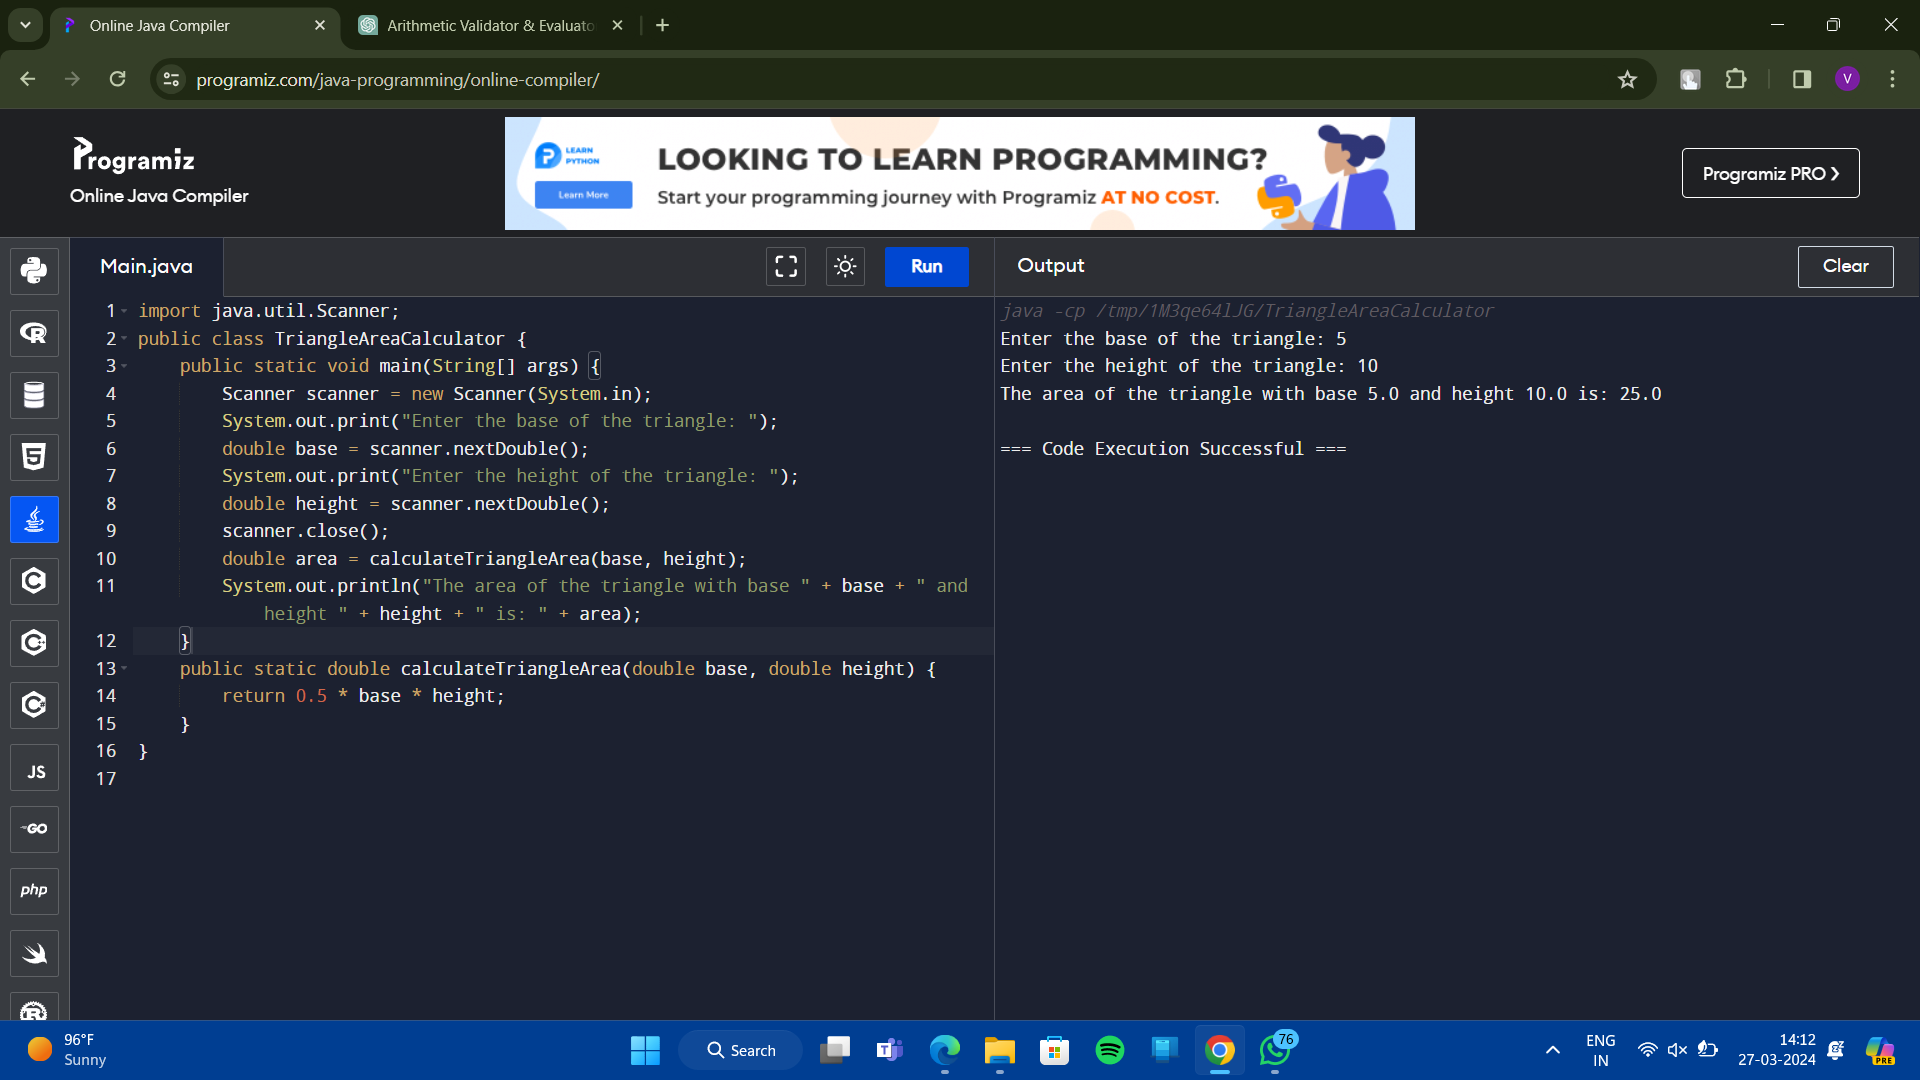 Online Java Compiler
Arithmetic Validator & Evaluato
programiz.com/java-programming/online-compiler/
V
Programiz
Online Java Compiler
LEARN
PYTHON
Learn More
LOOKING TO LEARN PROGRAMMING?
Start your programming journey with Programiz AT NO COST.
Programiz PRO ❯
Main.java
Run
Output
Clear
1 import java.util.Scanner;
2 public class TriangleAreaCalculator {
3     public static void main(String[] args) {
4         Scanner scanner = new Scanner(System.in);
5         System.out.print("Enter the base of the triangle: ");
6         double base = scanner.nextDouble();
7         System.out.print("Enter the height of the triangle: ");
8         double height = scanner.nextDouble();
9         scanner.close();
10         double area = calculateTriangleArea(base, height);
11         System.out.println("The area of the triangle with base " + base + " and
            height " + height + " is: " + area);
12     }
13     public static double calculateTriangleArea(double base, double height) {
14         return 0.5 * base * height;
15     }
16 }
17
java -cp /tmp/1M3qe64lJG/TriangleAreaCalculator
Enter the base of the triangle: 5
Enter the height of the triangle: 10
The area of the triangle with base 5.0 and height 10.0 is: 25.0
=== Code Execution Successful ===
JS
GO
php
96°F
Sunny
Search
76
ENG
IN
14:12
27-03-2024
PRE